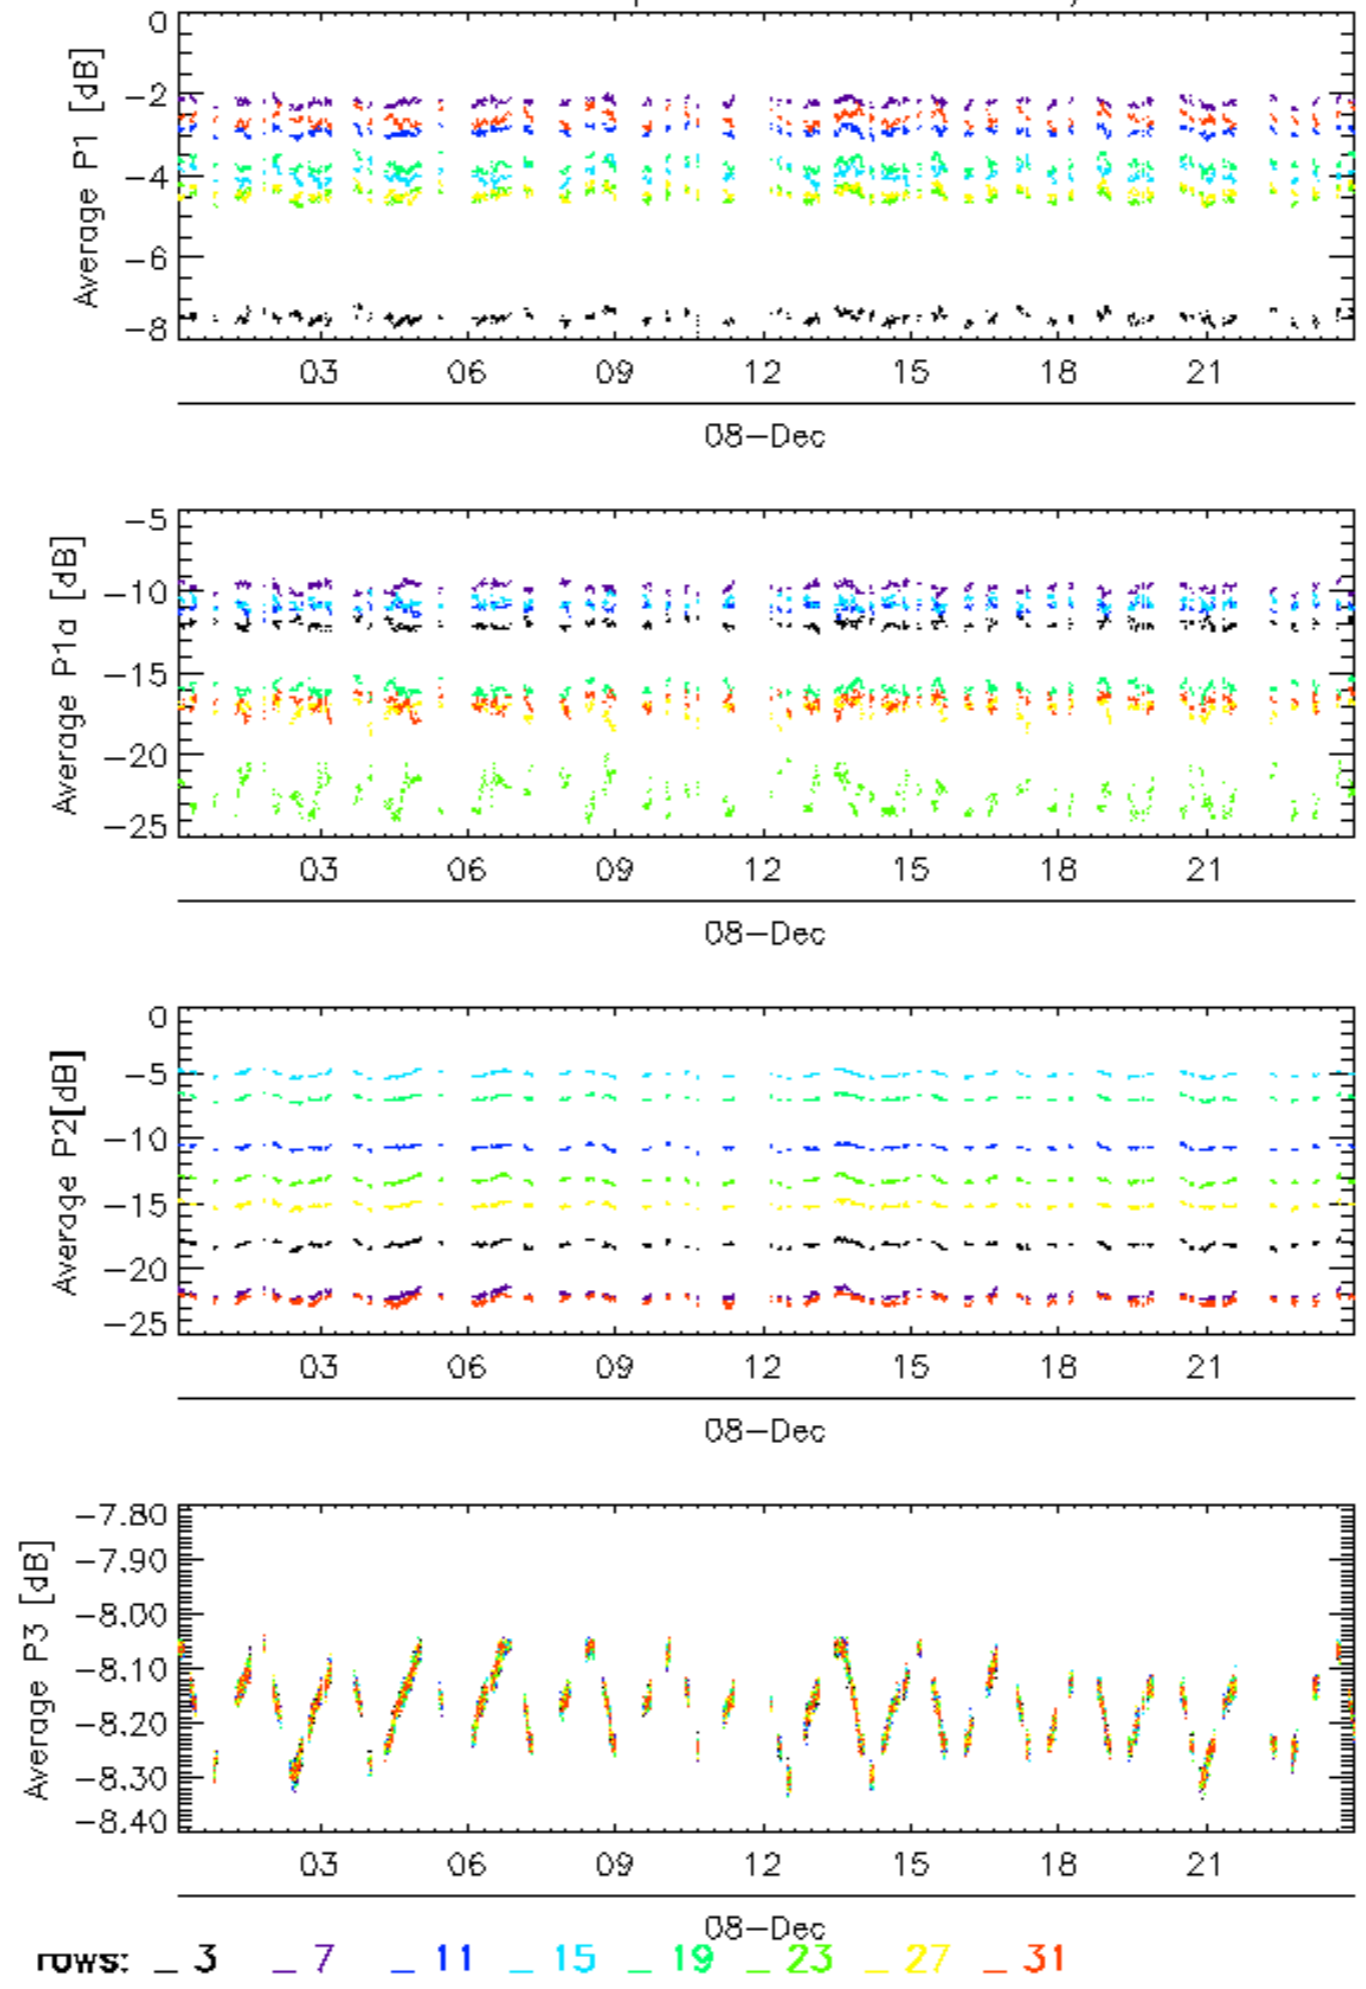 0
-2
-4
-6
-8
Average P1 [dB]
03 06 09 12 15 18 21
08-Dec
-5
-10
-15
-20
-25
Average P1a [dB]
03 06 09 12 15 18 21
08-Dec
0
-5
-10
-15
-20
-25
Average P2[dB]
03 06 09 12 15 18 21
08-Dec
-7.80
-7.90
-8.00
-8.10
-8.20
-8.30
-8.40
Average P3 [dB]
03 06 09 12 15 18 21
08-Dec
rows: _ 3 _ 7 _ 11 _ 15 _ 19 _ 23 _ 27 _ 31